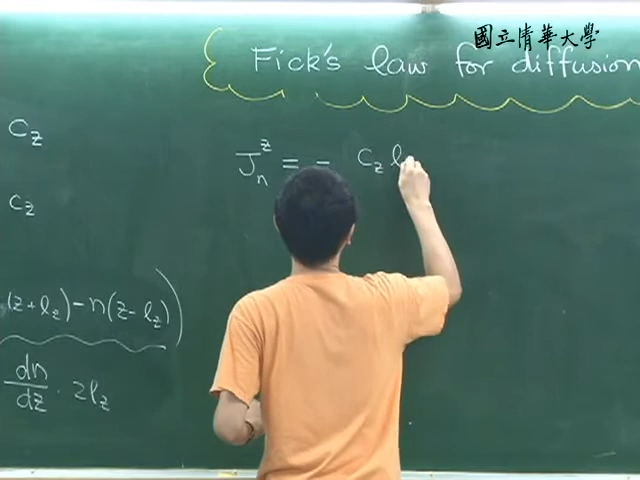 國立清華大學
Fick's law for diffusion
C_z
J_n^z = - C_z l
C_z
(z+l_z) - n(z-l_z))
dn/dz · 2l_z